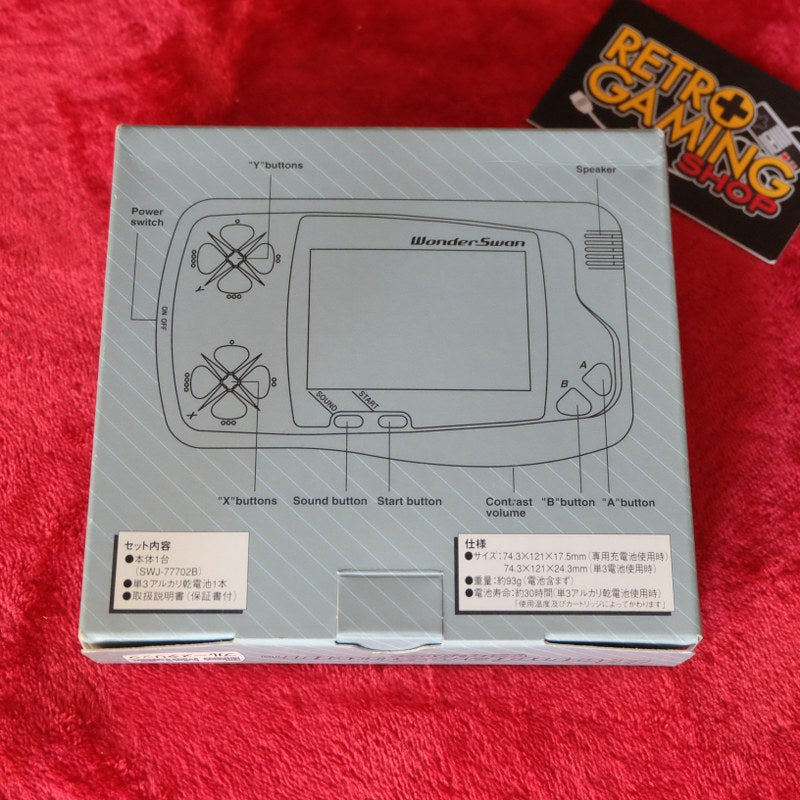 RETRO
GAMING
SHOP
"Y"buttons
Speaker
Power
switch
WonderSwan
Y
ON OFF
A
B
X
SOUND
START
"X"buttons
Sound button
Start button
Contrast
volume
"B"button
"A"button
セット内容
●本体1台
(SWJ-77702B)
●単3アルカリ乾電池1本
●取扱説明書(保証書付)
仕様
●サイズ:74.3×121×17.5mm(専用充電池使用時)
74.3×121×24.3mm(単3電池使用時)
●重量:約93g(電池含まず)
●電池寿命:約30時間(単3アルカリ乾電池使用時)
「使用温度及びカートリッジによってかわります」